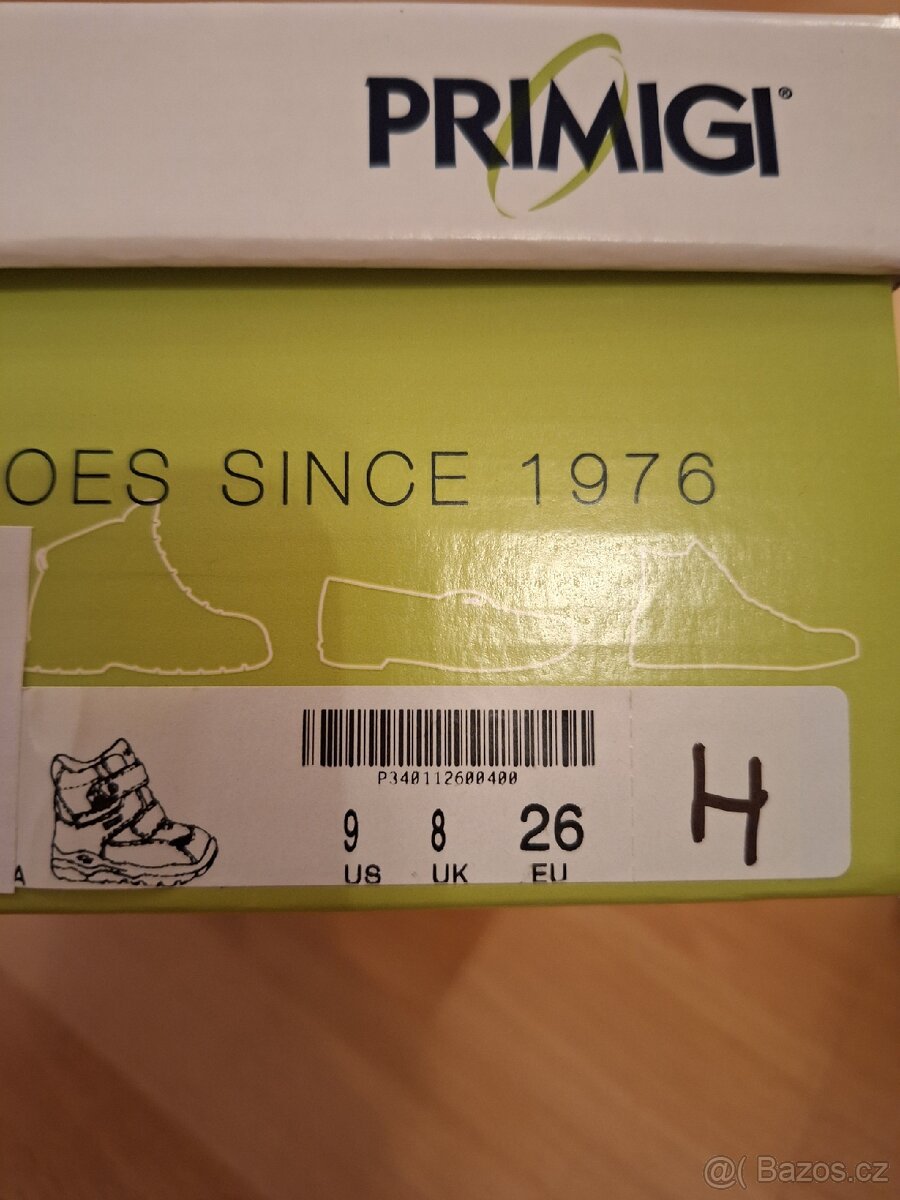 PRIMIGI®
OES SINCE 1976
P340112600400
9 8 26 H
US UK EU
A
@( Bazos.cz